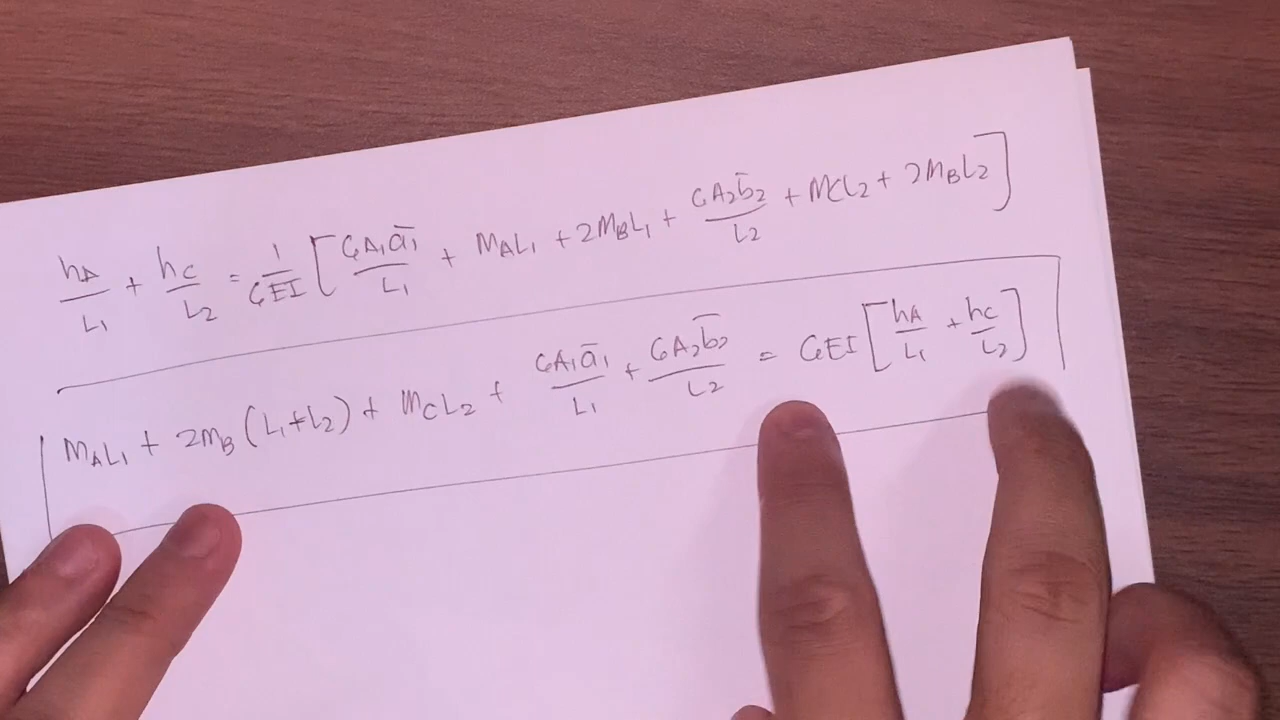 hA/L1 + hC/L2 = 1/6EI [ 6A1ā1/L1 + MAL1 + 2MBL1 + 6A2b̄2/L2 + MCL2 + 2MBL2 ]
MAL1 + 2MB (L1+L2) + MCL2 + 6A1ā1/L1 + 6A2b̄2/L2 = 6EI [ hA/L1 + hC/L2 ]